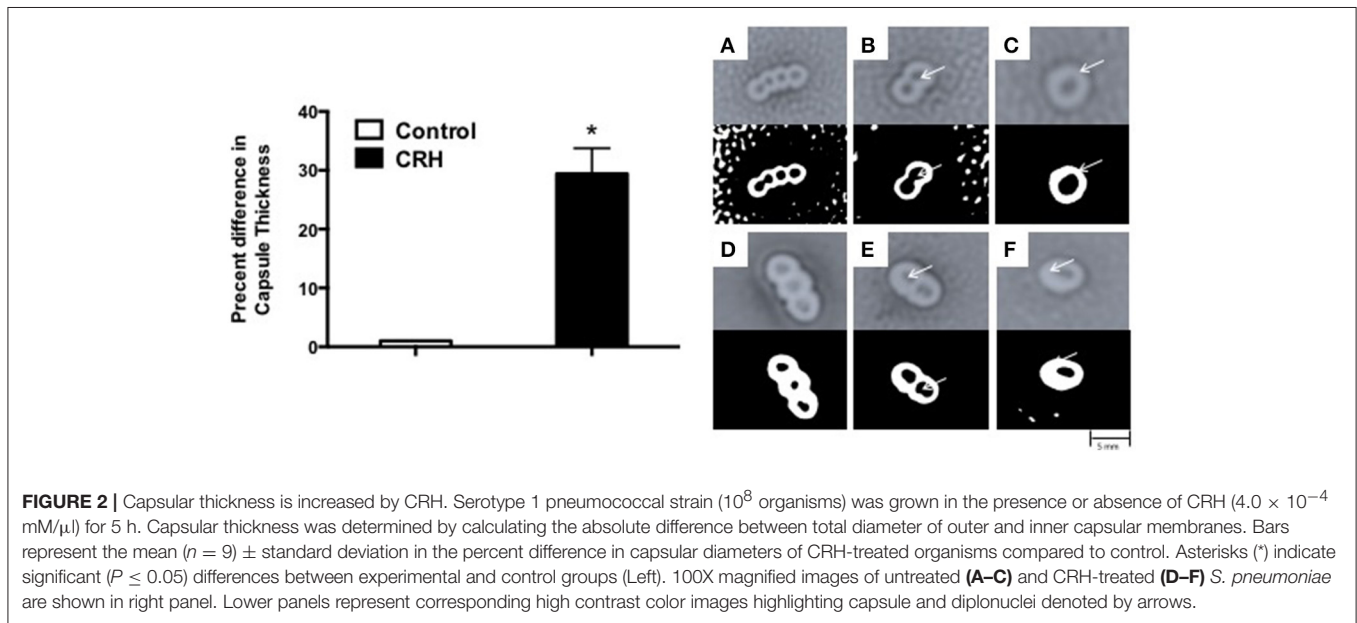 Precent difference in
Capsule Thickness
40
30
20
10
0
Control
CRH
*
A
B
C
D
E
F
5 mm
FIGURE 2 | Capsular thickness is increased by CRH. Serotype 1 pneumococcal strain (10⁸ organisms) was grown in the presence or absence of CRH (4.0 × 10⁻⁴
mM/μl) for 5 h. Capsular thickness was determined by calculating the absolute difference between total diameter of outer and inner capsular membranes. Bars
represent the mean (n = 9) ± standard deviation in the percent difference in capsular diameters of CRH-treated organisms compared to control. Asterisks (*) indicate
significant (P ≤ 0.05) differences between experimental and control groups (Left). 100X magnified images of untreated (A–C) and CRH-treated (D–F) S. pneumoniae
are shown in right panel. Lower panels represent corresponding high contrast color images highlighting capsule and diplonuclei denoted by arrows.